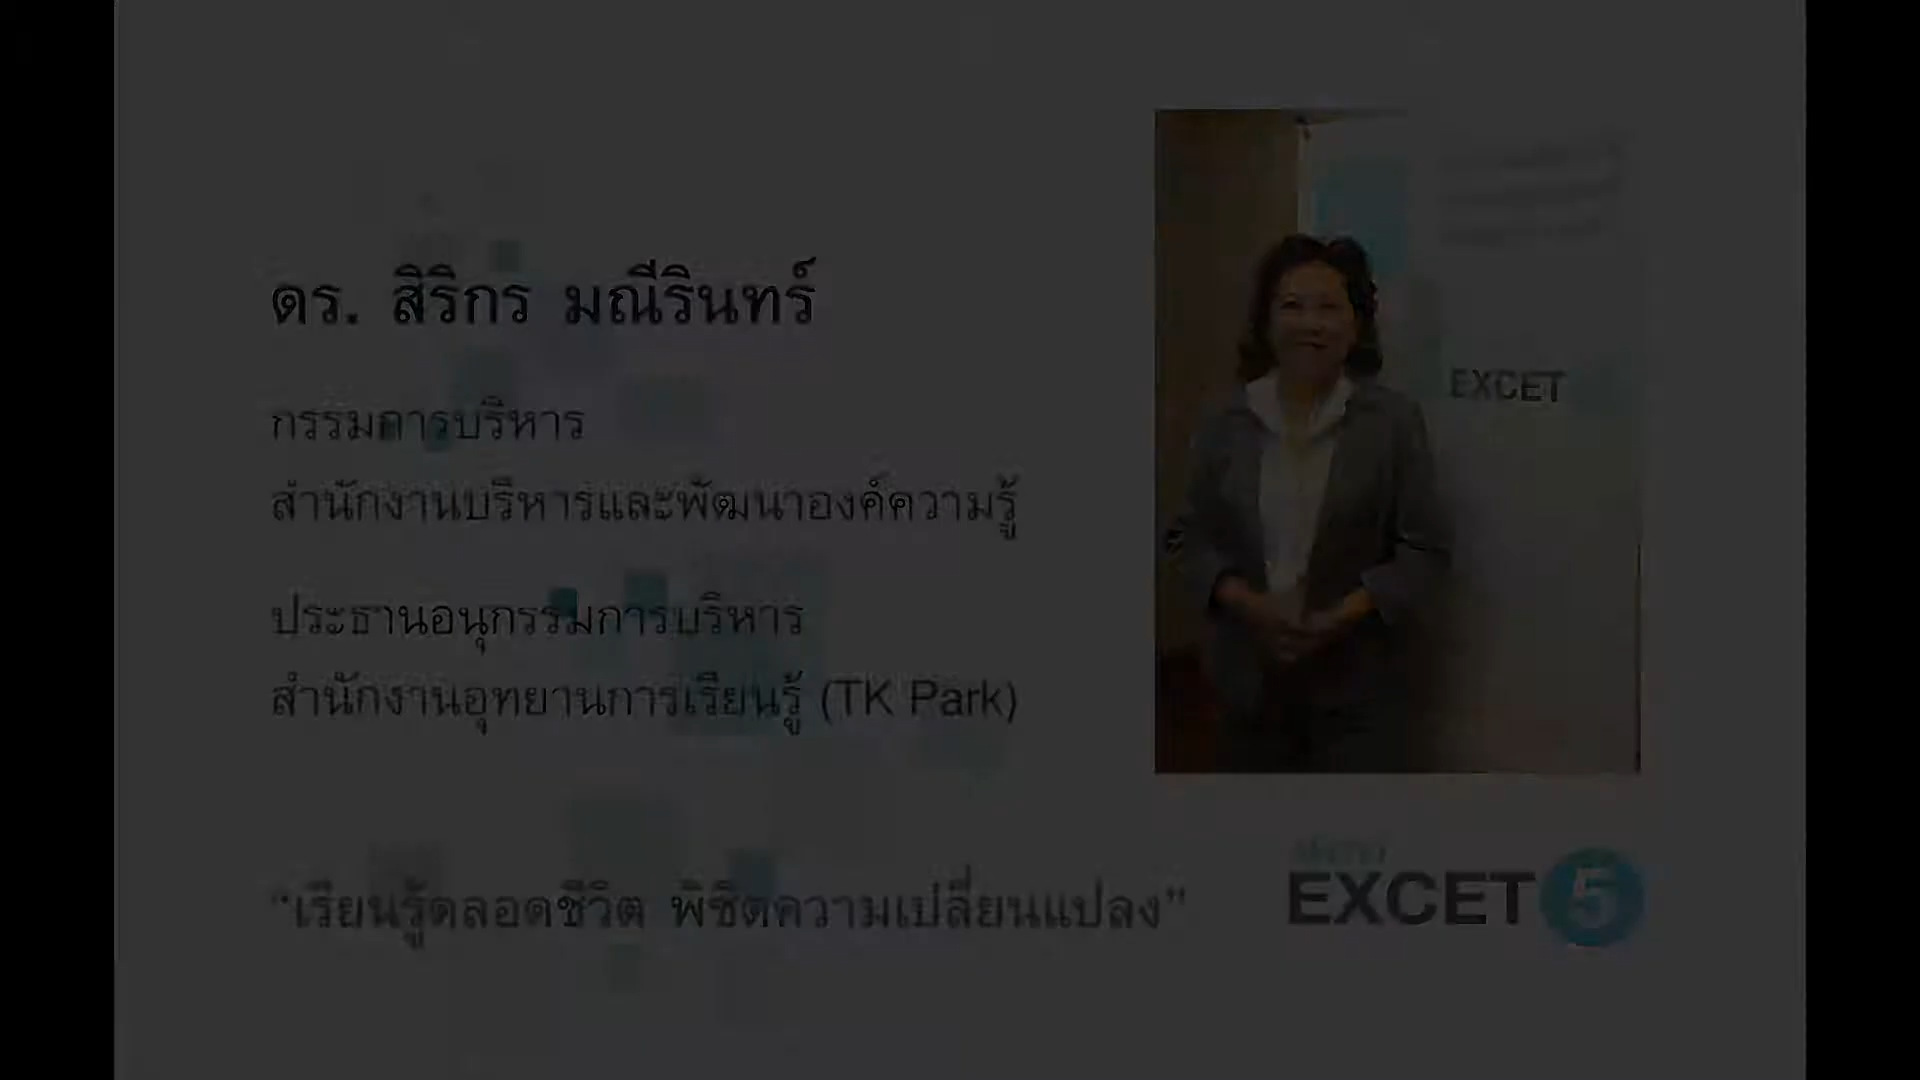 ดร. สิริกร มณีรินทร์
กรรมการบริหาร
สำนักงานบริหารและพัฒนาองค์ความรู้
ประธานอนุกรรมการบริหาร
สำนักงานอุทยานการเรียนรู้ (TK Park)
“เรียนรู้ตลอดชีวิต พิชิตความเปลี่ยนแปลง”
EXCET
EXCET 5